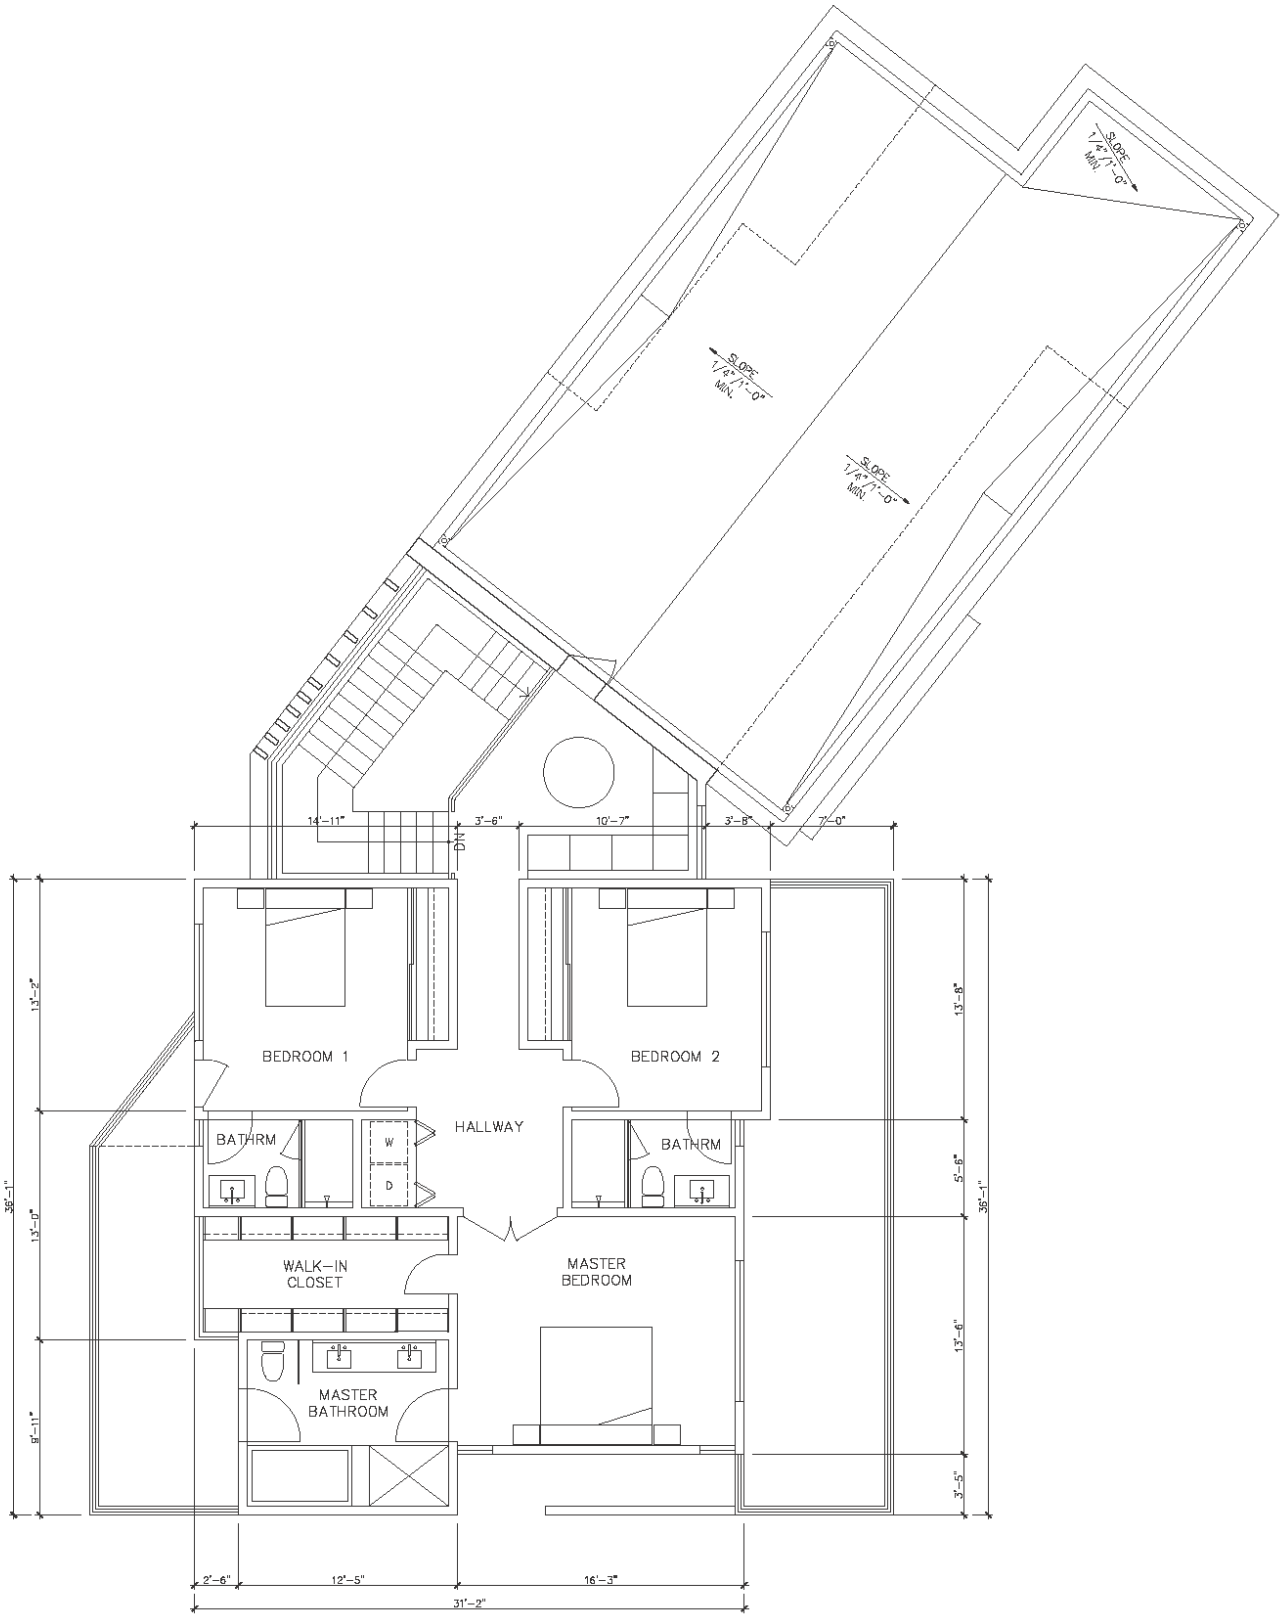 SLOPE
1/4"/1'-0"
MIN.
SLOPE
1/4"/1'-0"
MIN.
SLOPE
1/4"/1'-0"
MIN.
14'-11"
3'-6"
10'-7"
3'-8"
7'-0"
DN
13'-2"
13'-8"
BEDROOM 1
BEDROOM 2
HALLWAY
BATHRM
W
BATHRM
D
5'-6"
36'-1"
36'-1"
13'-0"
WALK-IN
CLOSET
MASTER
BEDROOM
13'-6"
MASTER
BATHROOM
9'-11"
3'-5"
2'-6"
12'-5"
16'-3"
31'-2"